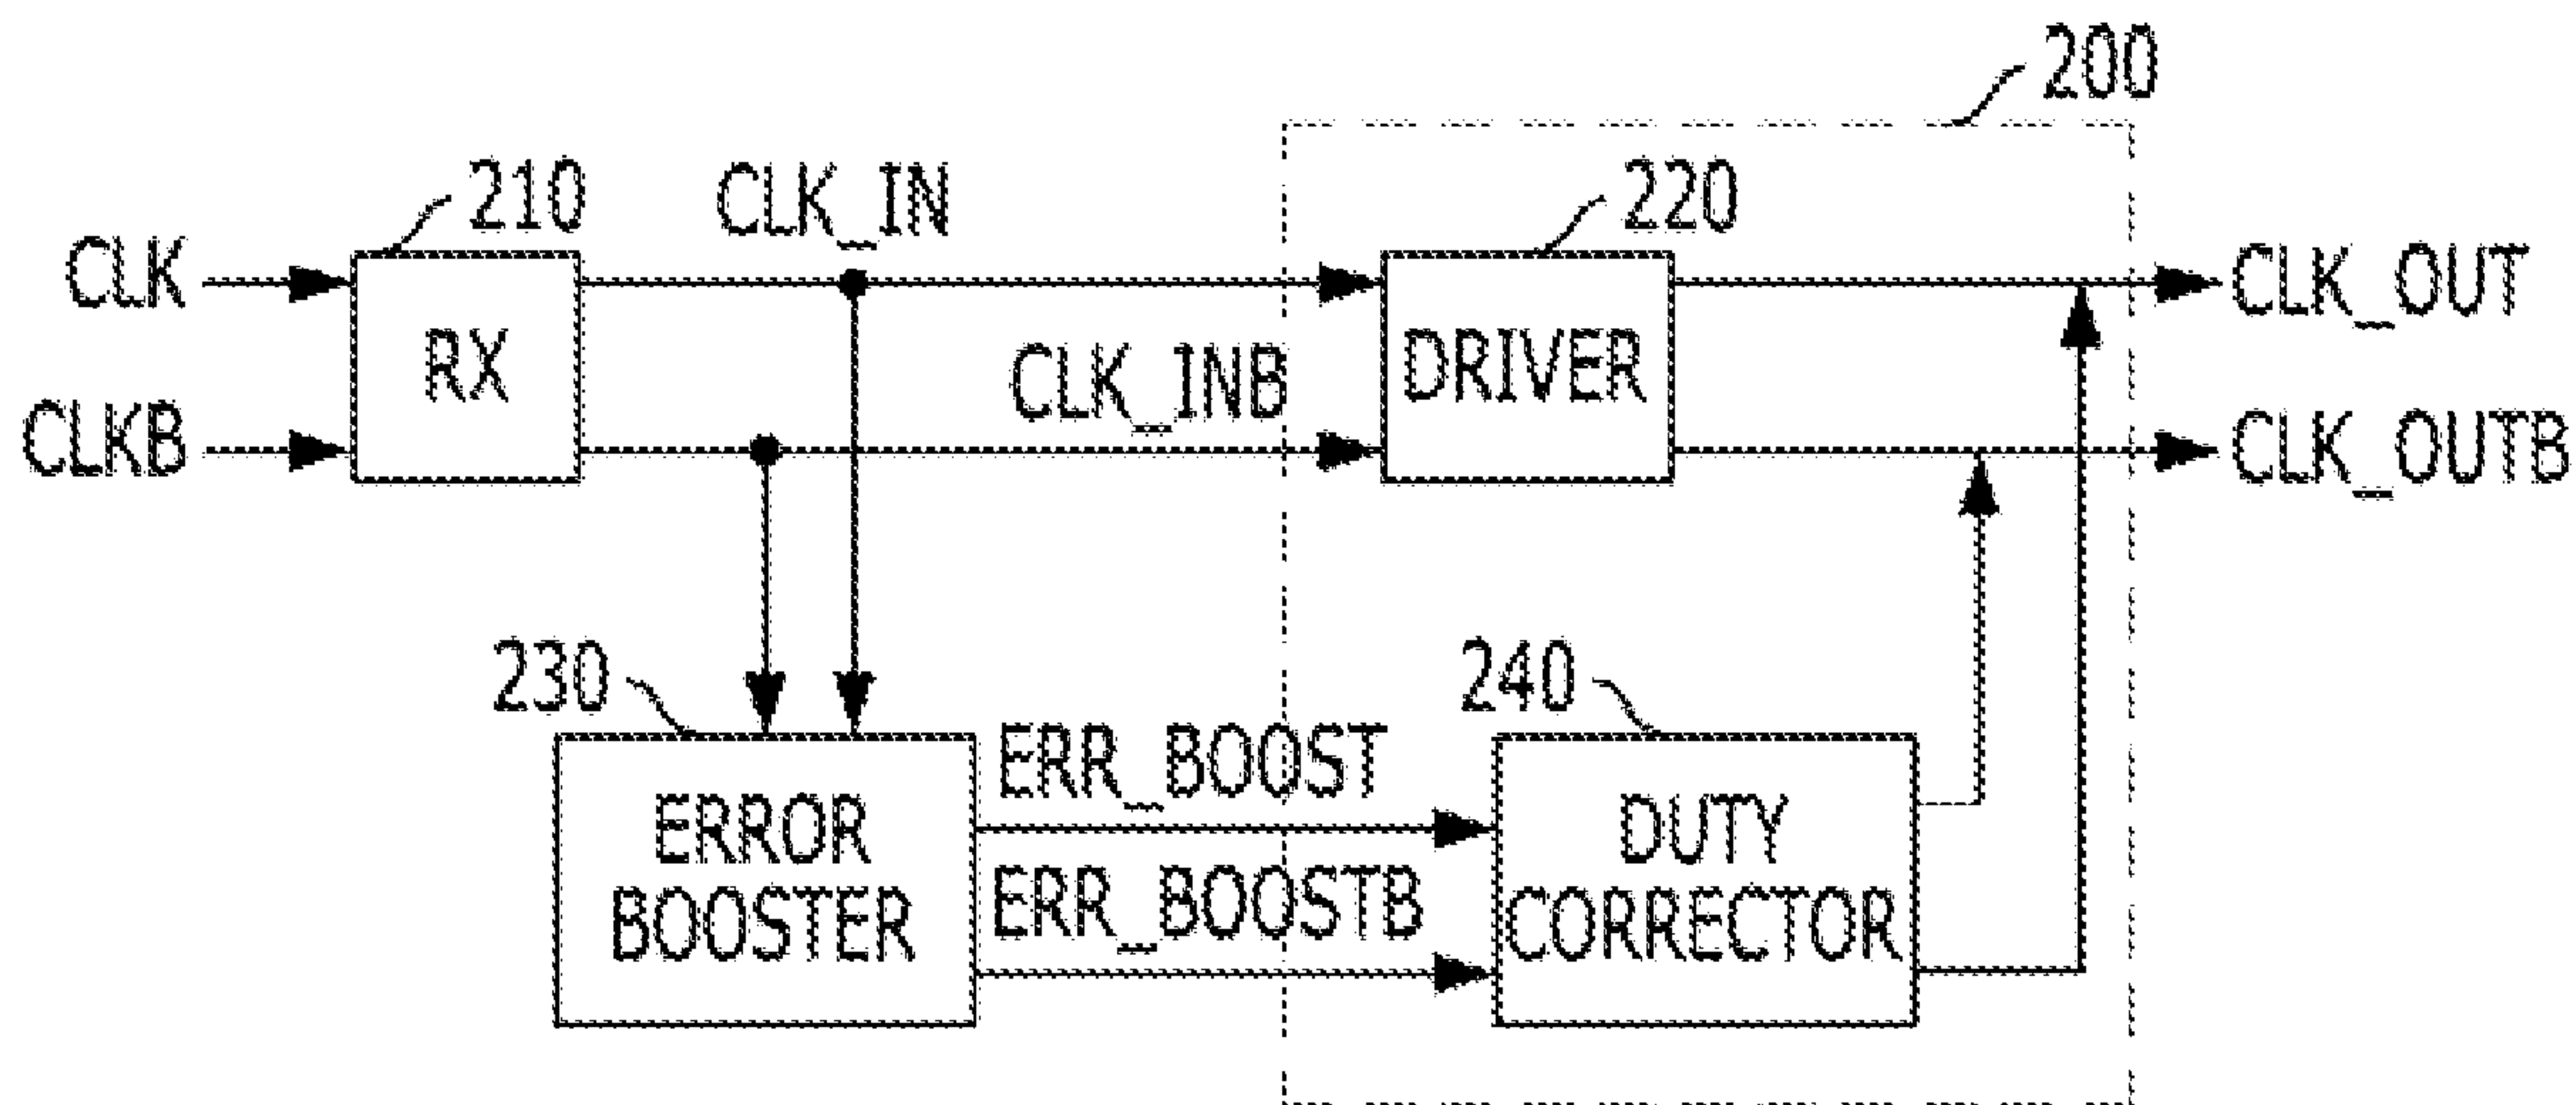 200
210
CLK_IN
220
CLK
RX
CLK_INB
DRIVER
CLK_OUT
CLKB
CLK_OUTB
230
240
ERR_BOOST
ERROR
BOOSTER
DUTY
CORRECTOR
ERR_BOOSTB